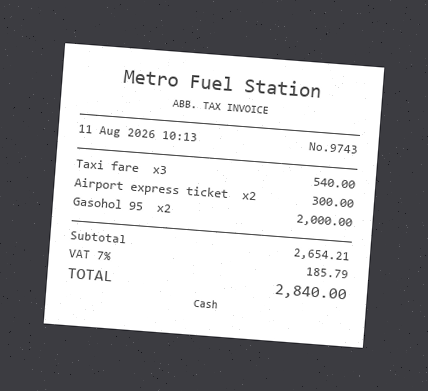 Metro Fuel Station
ABB. TAX INVOICE
11 Aug 2026 10:13 No.9743
Taxi fare x3 540.00
Airport express ticket x2 300.00
Gasohol 95 x2 2,000.00
Subtotal 2,654.21
VAT 7% 185.79
TOTAL 2,840.00
Cash